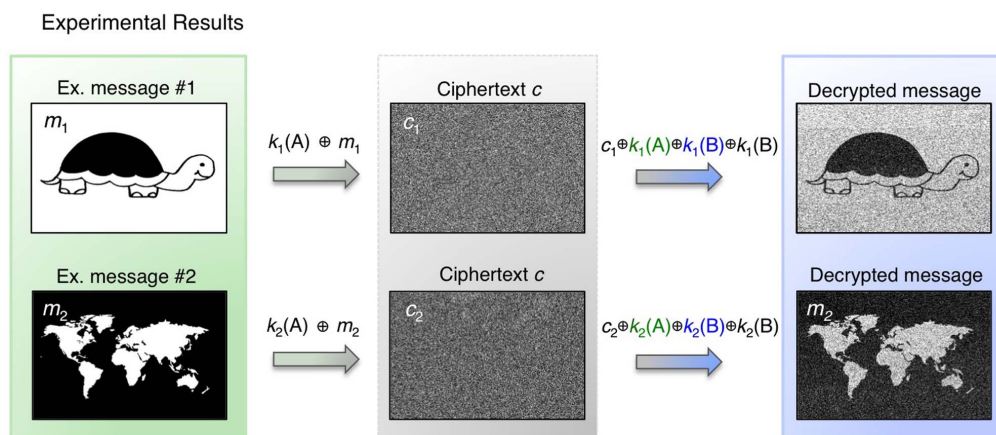 Experimental Results
Ex. message #1
m₁
k₁(A) ⊕ m₁
Ciphertext c
c₁
c₁⊕k₁(A)⊕k₁(B)⊕k₁(B)
Decrypted message
Ex. message #2
m₂
k₂(A) ⊕ m₂
Ciphertext c
c₂
c₂⊕k₂(A)⊕k₂(B)⊕k₂(B)
Decrypted message
m₂